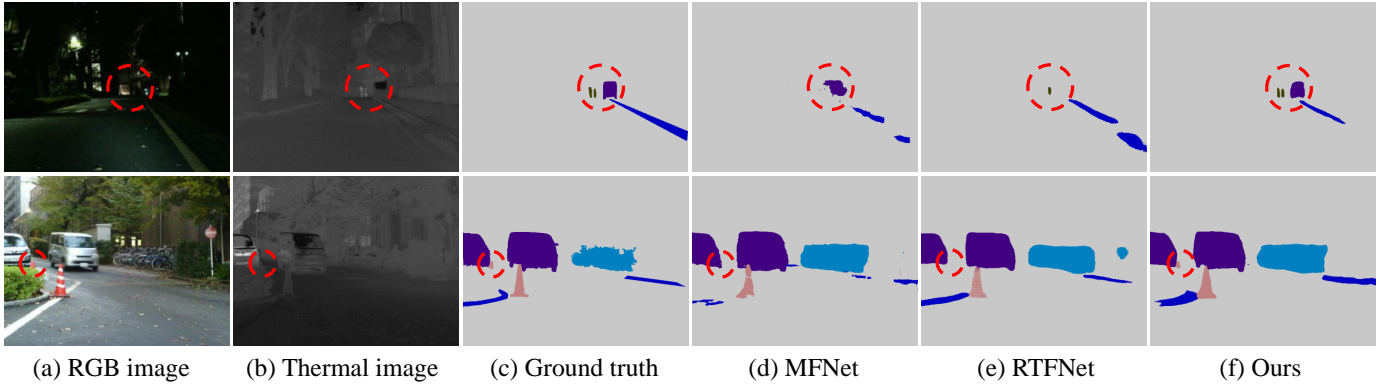 (a) RGB image
(b) Thermal image
(c) Ground truth
(d) MFNet
(e) RTFNet
(f) Ours